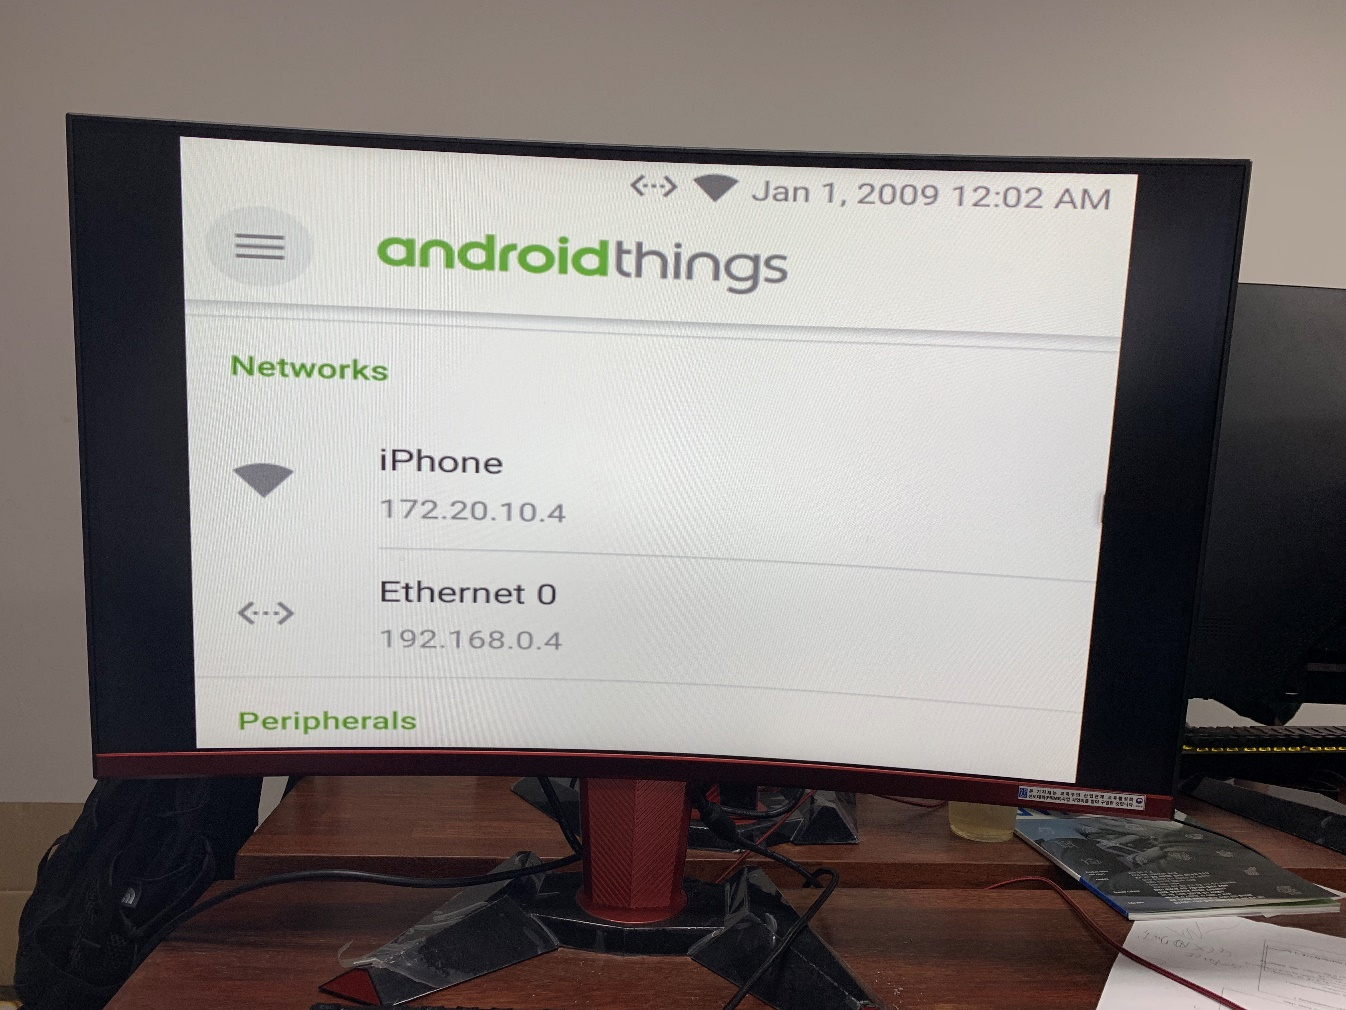 Jan 1, 2009 12:02 AM
androidthings
Networks
iPhone
172.20.10.4
Ethernet 0
192.168.0.4
Peripherals